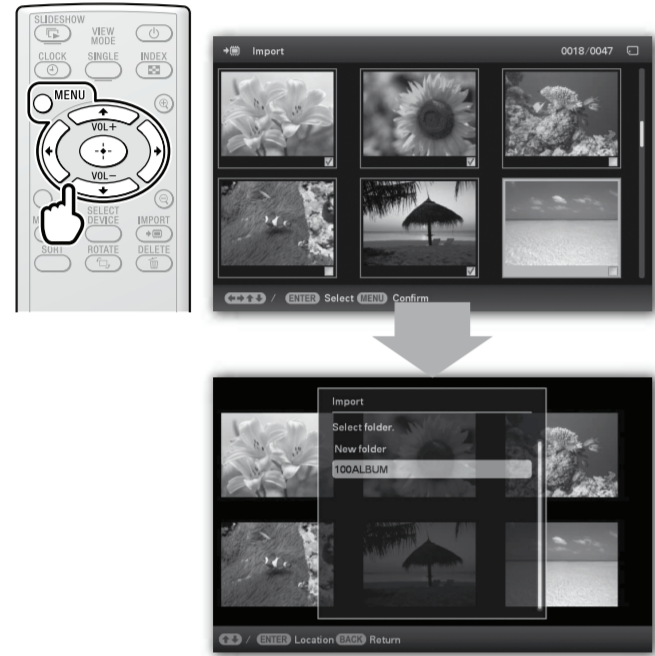 SLIDESHOW
VIEW
MODE
CLOCK
SINGLE
INDEX
MENU
VOL+
VOL−
SELECT
DEVICE
IMPORT
SORT
ROTATE
DELETE
Import
0018/0047
/ ENTER Select MENU Confirm
Import
Select folder.
New folder
100ALBUM
/ ENTER Location BACK Return